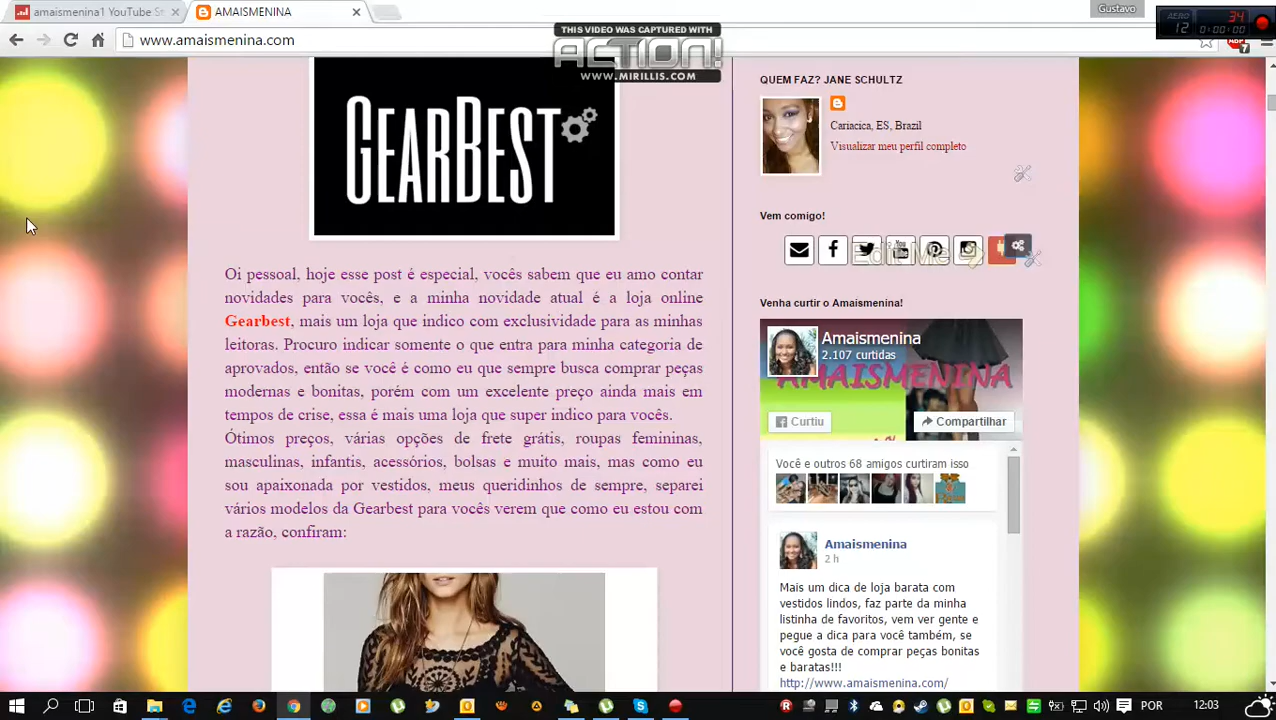 amaismenina1 YouTube St
AMAISMENINA
Gustavo
34
12
0:00:00
www.amaismenina.com
THIS VIDEO WAS CAPTURED WITH
ACTION!
WWW.MIRILLIS.COM
GEARBEST
Oi pessoal, hoje esse post é especial, vocês sabem que eu amo contar
novidades para vocês, e a minha novidade atual é a loja online
Gearbest, mais um loja que indico com exclusividade para as minhas
leitoras. Procuro indicar somente o que entra para minha categoria de
aprovados, então se você é como eu que sempre busca comprar peças
modernas e bonitas, porém com um excelente preço ainda mais em
tempos de crise, essa é mais uma loja que super indico para vocês.
Ótimos preços, várias opções de frete grátis, roupas femininas,
masculinas, infantis, acessórios, bolsas e muito mais, mas como eu
sou apaixonada por vestidos, meus queridinhos de sempre, separei
vários modelos da Gearbest para vocês verem que como eu estou com
a razão, confiram:
QUEM FAZ? JANE SCHULTZ
Cariacica, ES, Brazil
Visualizar meu perfil completo
Vem comigo!
Edit Me
Venha curtir o Amaismenina!
Amaismenina
2.107 curtidas
AMAISMENINA
Curtiu
Compartilhar
Você e outros 68 amigos curtiram isso
Amaismenina
2 h
Mais um dica de loja barata com
vestidos lindos, faz parte da minha
listinha de favoritos, vem ver gente e
pegue a dica para você também, se
você gosta de comprar peças bonitas
e baratas!!!
http://www.amaismenina.com/
POR
12:03